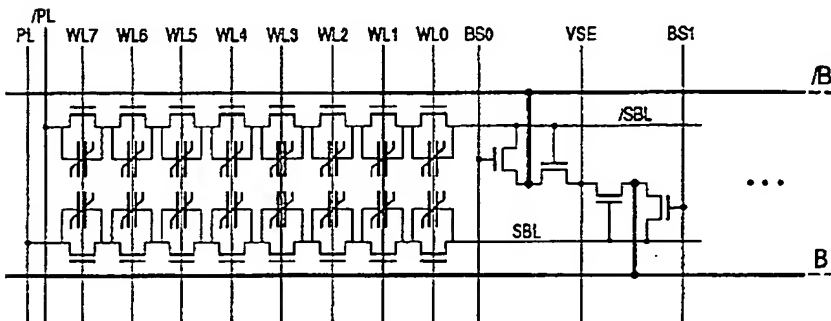 /PL
PL WL7 WL6 WL5 WL4 WL3 WL2 WL1 WL0 BS0 VSE BS1
/B
/SBL
SBL
B